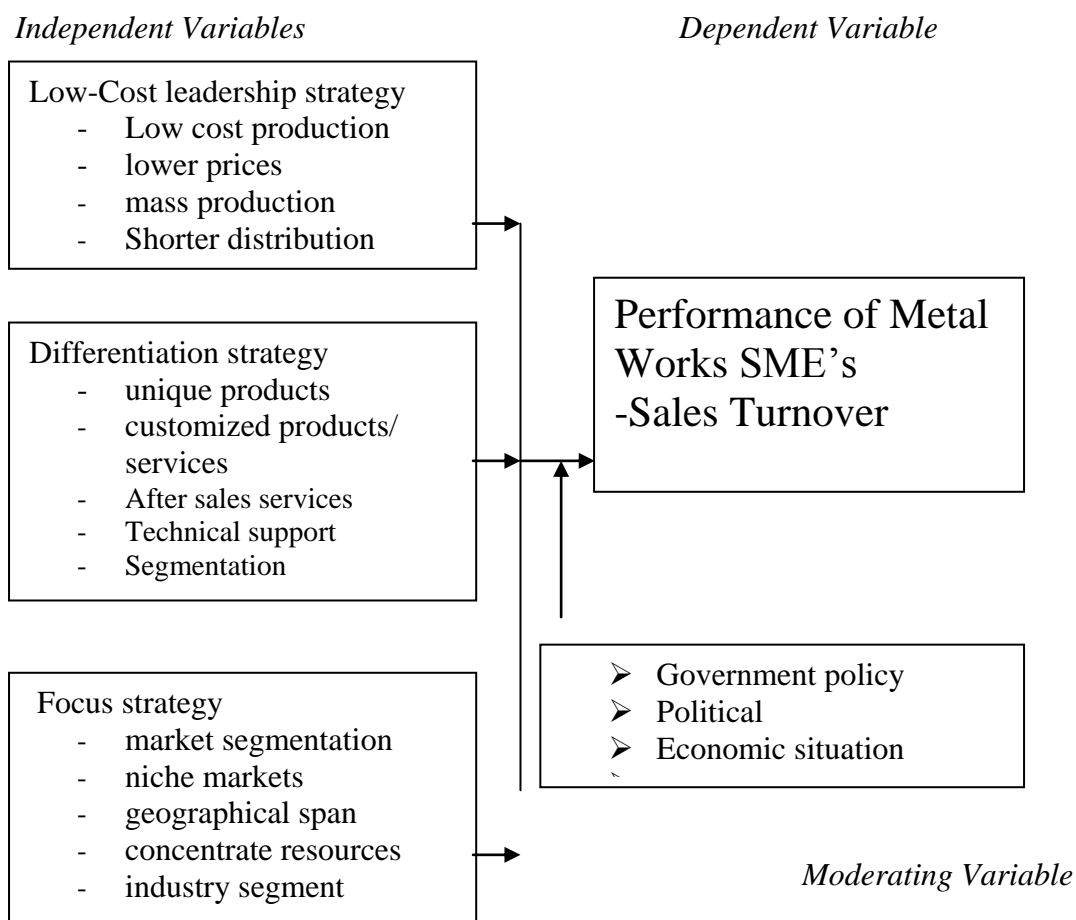 Independent Variables
Dependent Variable
Low-Cost leadership strategy
- Low cost production
- lower prices
- mass production
- Shorter distribution
Differentiation strategy
- unique products
- customized products/
services
- After sales services
- Technical support
- Segmentation
Focus strategy
- market segmentation
- niche markets
- geographical span
- concentrate resources
- industry segment
Performance of Metal
Works SME’s
-Sales Turnover
➢ Government policy
➢ Political
➢ Economic situation
Moderating Variable